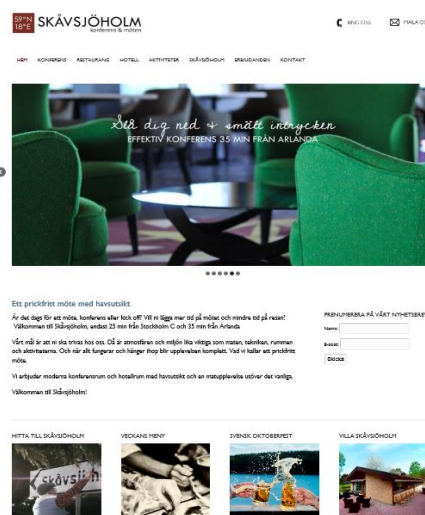 59°N
18°E
SKÅVSJÖHOLM
konferens & möten
RING OSS
MAILA
HEM KONFERENS RESTAURANG HOTELL AKTIVITETER SKÅVSJÖHOLM ERBJUDANDEN KONTAKT
Slå dig ned & smält intrycken
EFFEKTIV KONFERENS 35 MIN FRÅN ARLANDA
Ett prickfritt möte med havsutsikt
Är det dags för ett möte, konferens eller kick off? Vill ni lägga mer tid på mötet och mindre tid på resan?
Välkommen till Skåvsjöholm, endast 25 min från Stockholm C och 35 min från Arlanda
Vårt mål är att ni ska trivas hos oss. Då är atmosfären och miljön lika viktiga som maten, tekniken, rummen
och aktiviteterna. Och när allt fungerar och hänger ihop blir upplevelsen komplett. Vad vi kallar ett prickfritt
möte.
Vi erbjuder moderna konferensrum och hotellrum med havsutsikt och en matupplevelse utöver det vanliga.
Välkommen till Skåvsjöholm!
PRENUMERERA PÅ VÅRT NYHETSBREV
Namn:
E-post:
Skicka
HITTA TILL SKÅVSJÖHOLM
VECKANS MENY
SVENSK OKTOBERFEST
VILLA SKÅVSJÖHOLM